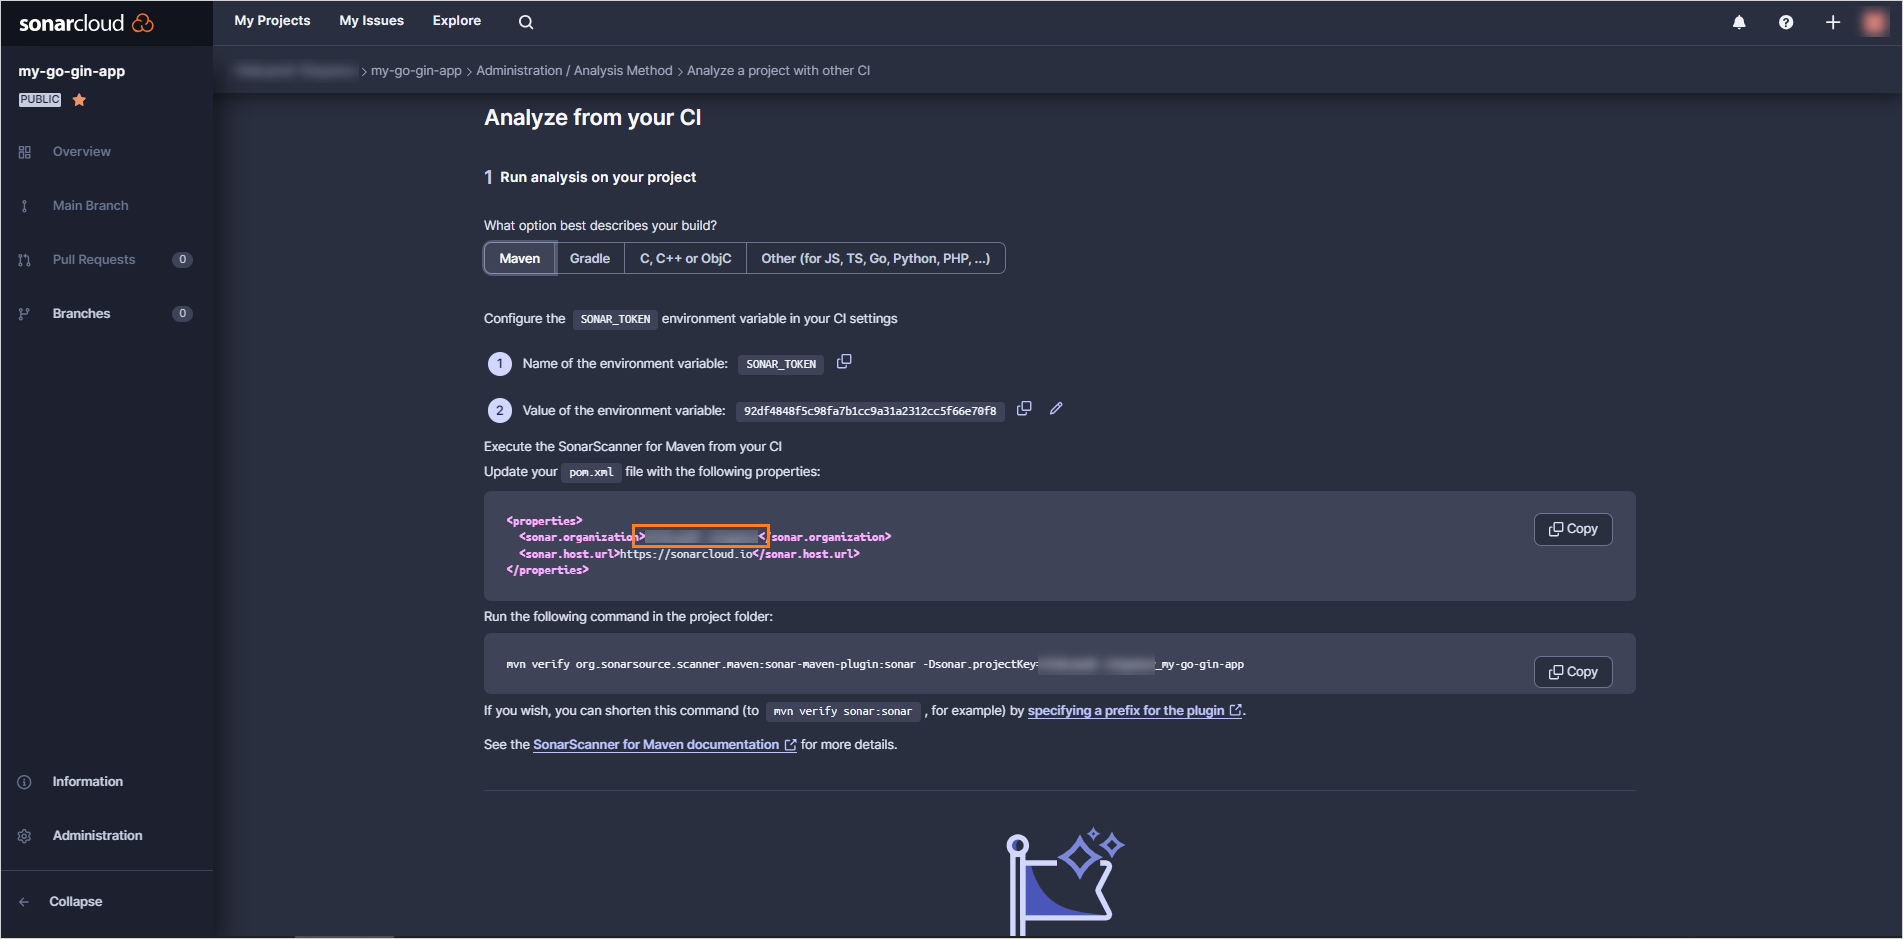 sonarcloud
My Projects My Issues Explore
my-go-gin-app
PUBLIC
> my-go-gin-app > Administration / Analysis Method > Analyze a project with other CI
Overview
Main Branch
Pull Requests 0
Branches 0
Information
Administration
Collapse
Analyze from your CI
1 Run analysis on your project
What option best describes your build?
Maven Gradle C, C++ or ObjC Other (for JS, TS, Go, Python, PHP, ...)
Configure the SONAR_TOKEN environment variable in your CI settings
1 Name of the environment variable: SONAR_TOKEN
2 Value of the environment variable: 92df4848f5c98fa7b1cc9a31a2312cc5f66e70f8
Execute the SonarScanner for Maven from your CI
Update your pom.xml file with the following properties:
<properties>
<sonar.organization></sonar.organization>
<sonar.host.url>https://sonarcloud.io</sonar.host.url>
</properties>
Copy
Run the following command in the project folder:
mvn verify org.sonarsource.scanner.maven:sonar-maven-plugin:sonar -Dsonar.projectKey=_my-go-gin-app
Copy
If you wish, you can shorten this command (to mvn verify sonar:sonar , for example) by specifying a prefix for the plugin.
See the SonarScanner for Maven documentation for more details.